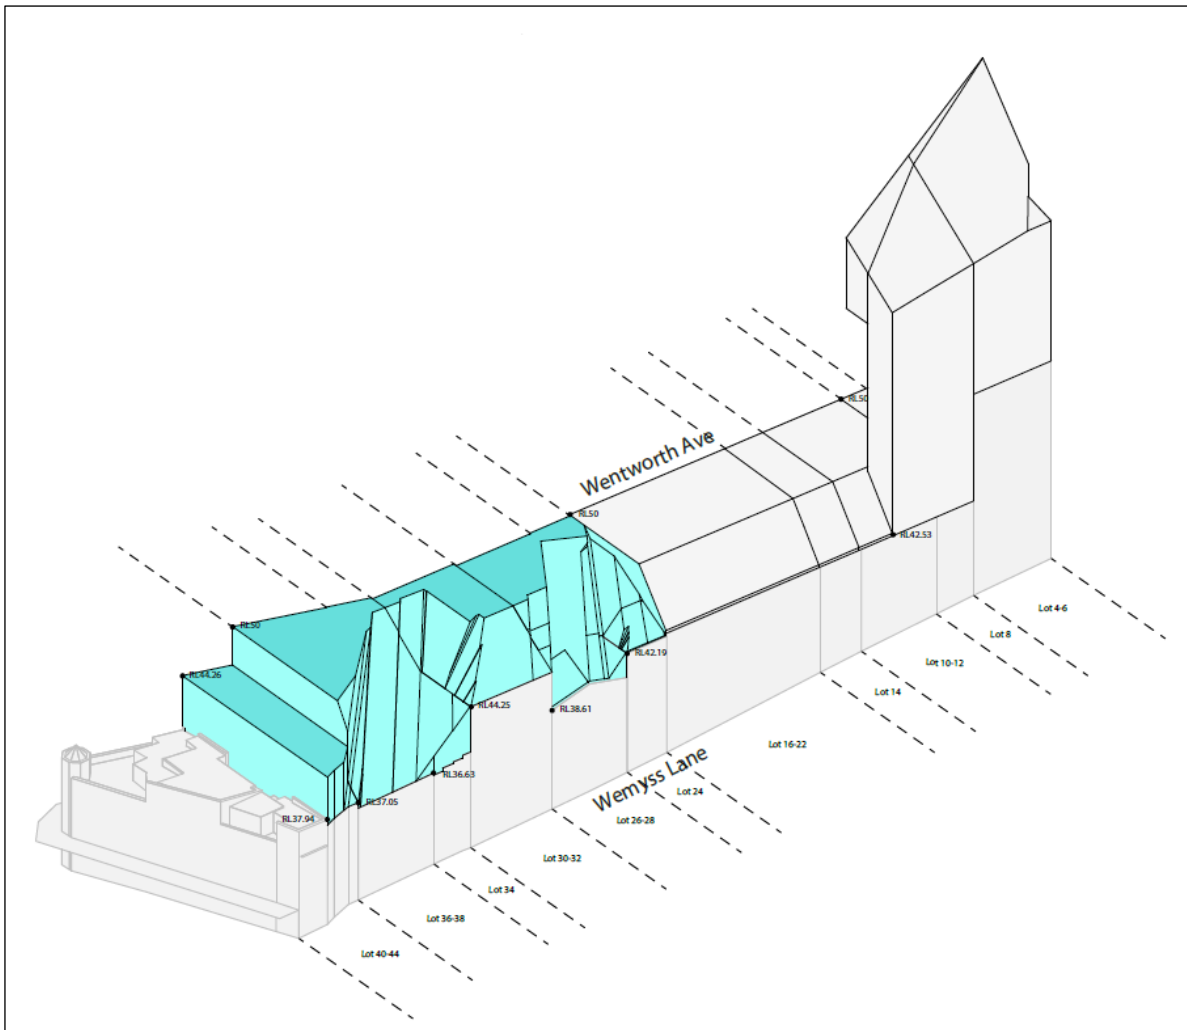 RL50
Wentworth Ave
RL50
RL42.53
RL50
Lot 4-6
RL42.19
Lot 8
RL44.26
Lot 10-12
RL44.25
RL38.61
Lot 14
Lot 16-22
RL36.63
Wemyss Lane
Lot 24
RL37.05
RL37.94
Lot 26-28
Lot 30-32
Lot 34
Lot 36-38
Lot 40-44